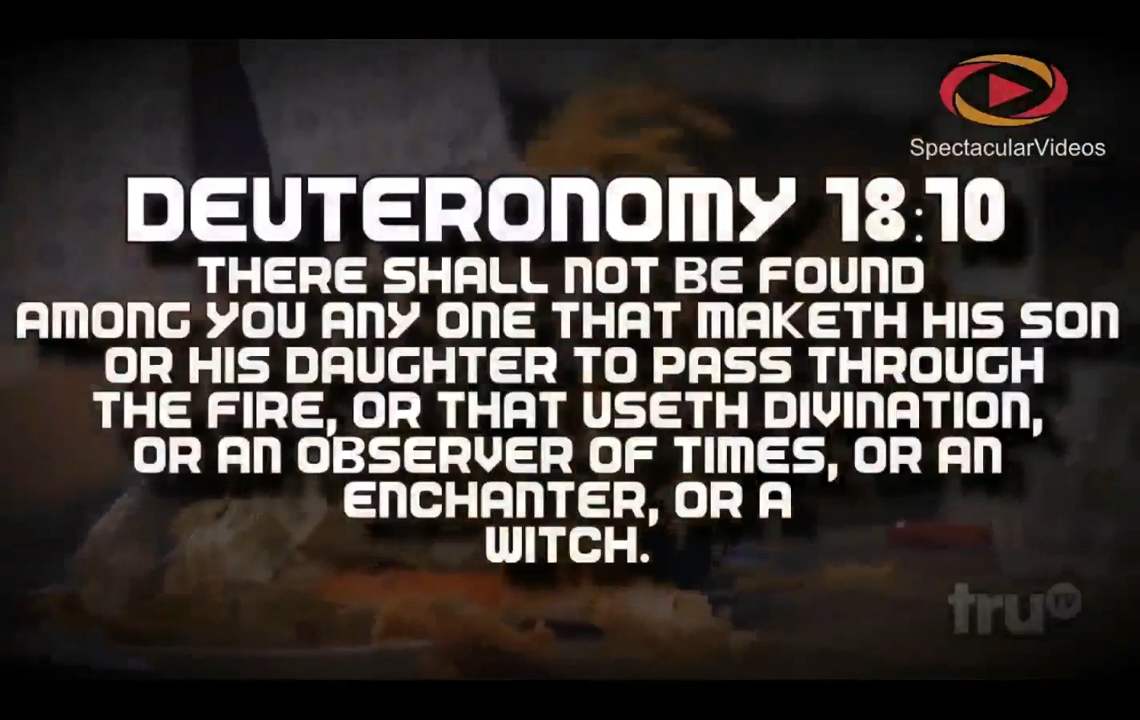 SpectacularVideos
DEUTERONOMY 18:10
THERE SHALL NOT BE FOUND
AMONG YOU ANY ONE THAT MAKETH HIS SON
OR HIS DAUGHTER TO PASS THROUGH
THE FIRE, OR THAT USETH DIVINATION,
OR AN OBSERVER OF TIMES, OR AN
ENCHANTER, OR A
WITCH.
truTV